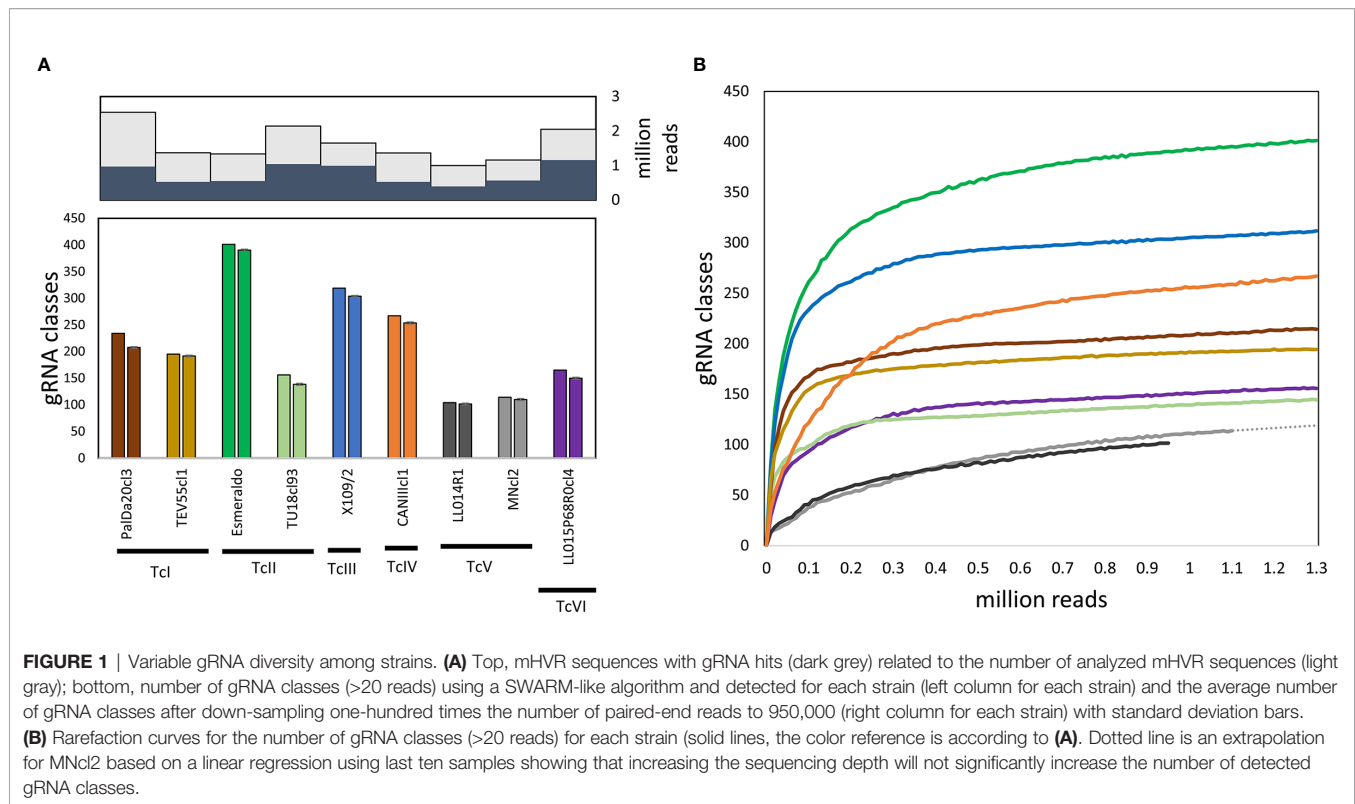 A
3
2
1
0
million
reads
450
400
350
300
250
200
150
100
50
0
gRNA classes
PalDa20cl3
TEV55cl1
Esmeraldo
TU18cl93
X109/2
CANIIIcl1
LL014R1
MNcl2
LL015P68R0cl4
TcI
TcII
TcIII
TcIV
TcV
TcVI
B
450
400
350
300
250
200
150
100
50
0
gRNA classes
0 0.1 0.2 0.3 0.4 0.5 0.6 0.7 0.8 0.9 1 1.1 1.2 1.3
million reads
FIGURE 1 | Variable gRNA diversity among strains. (A) Top, mHVR sequences with gRNA hits (dark grey) related to the number of analyzed mHVR sequences (light
gray); bottom, number of gRNA classes (>20 reads) using a SWARM-like algorithm and detected for each strain (left column for each strain) and the average number
of gRNA classes after down-sampling one-hundred times the number of paired-end reads to 950,000 (right column for each strain) with standard deviation bars.
(B) Rarefaction curves for the number of gRNA classes (>20 reads) for each strain (solid lines, the color reference is according to (A). Dotted line is an extrapolation
for MNcl2 based on a linear regression using last ten samples showing that increasing the sequencing depth will not significantly increase the number of detected
gRNA classes.